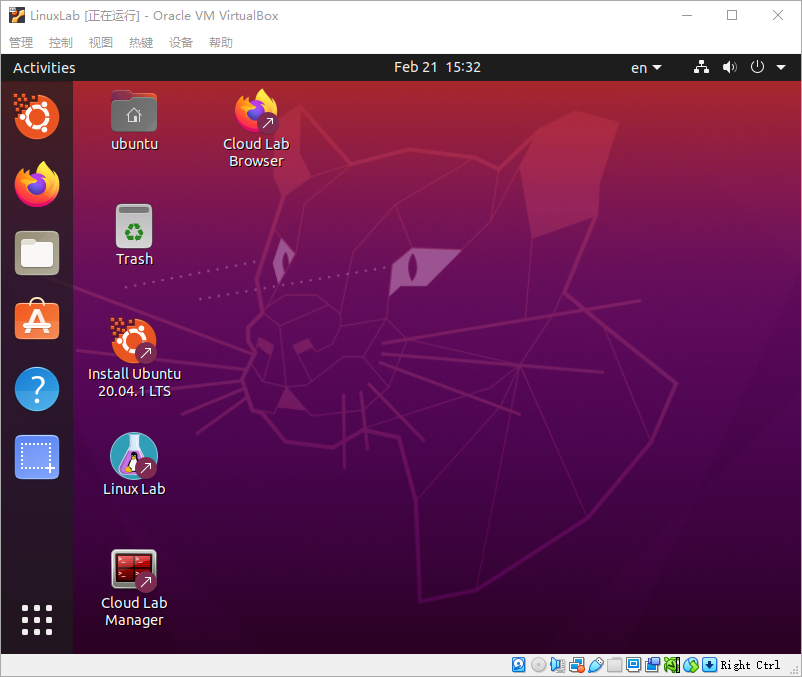 LinuxLab [正在运行] - Oracle VM VirtualBox
管理 控制 视图 热键 设备 帮助
Activities Feb 21 15:32 en
ubuntu
Cloud Lab
Browser
Trash
Install Ubuntu
20.04.1 LTS
Linux Lab
Cloud Lab
Manager
Right Ctrl